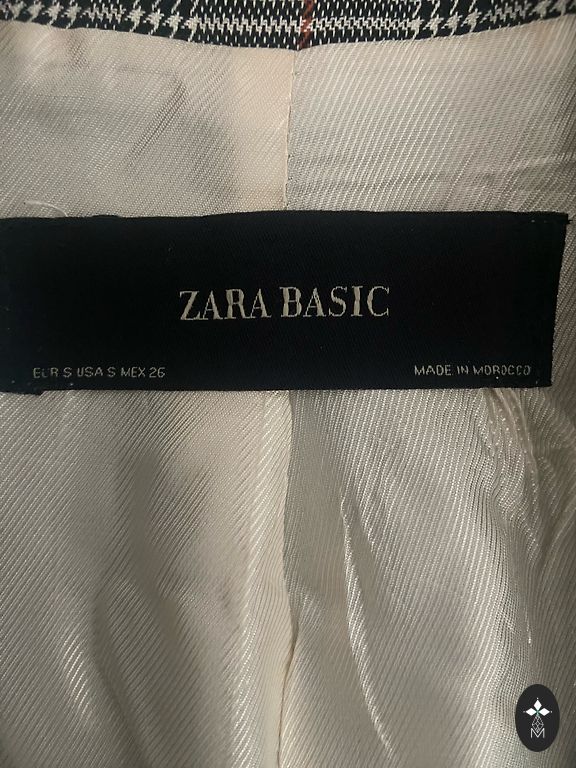 ZARA BASIC
EUR S USA S MEX 26
MADE IN MOROCCO
M